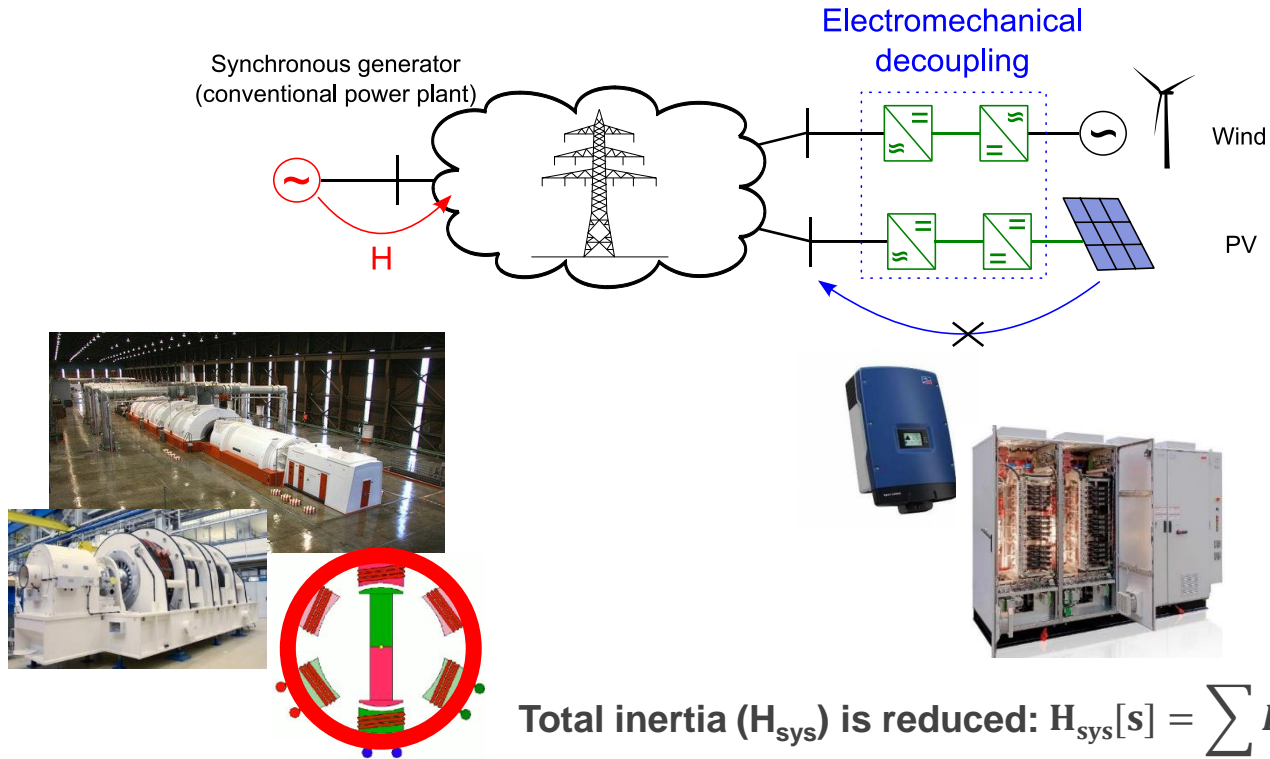 Electromechanical
decoupling
Synchronous generator
(conventional power plant)
Wind
~
~
H
PV
Total inertia (Hsys) is reduced: Hsys[s] = ∑